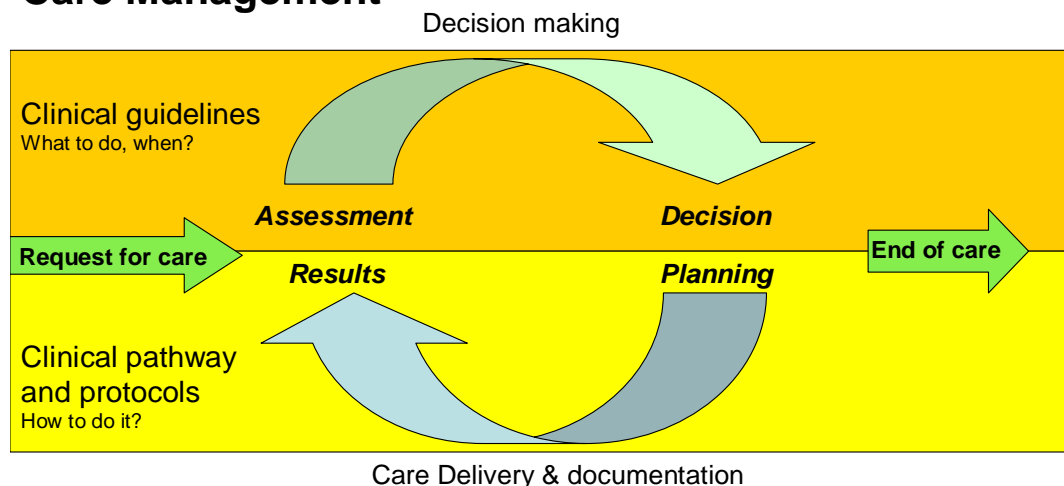 Care Management
Decision making
Clinical guidelines
What to do, when?
Assessment
Decision
Request for care
End of care
Results
Planning
Clinical pathway
and protocols
How to do it?
Care Delivery & documentation